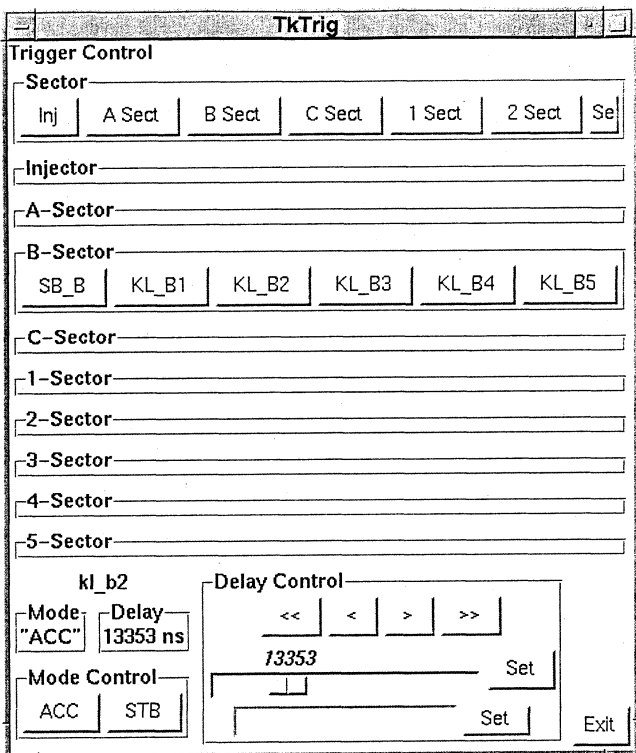 TkTrig
Trigger Control
Sector
Inj A Sect B Sect C Sect 1 Sect 2 Sect Se
Injector
A-Sector
B-Sector
SB_B KL_B1 KL_B2 KL_B3 KL_B4 KL_B5
C-Sector
1-Sector
2-Sector
3-Sector
4-Sector
5-Sector
kl_b2
Delay Control
Mode Delay
<< < > >>
"ACC" 13353 ns
13353
Set
Mode Control
ACC STB
Set
Exit